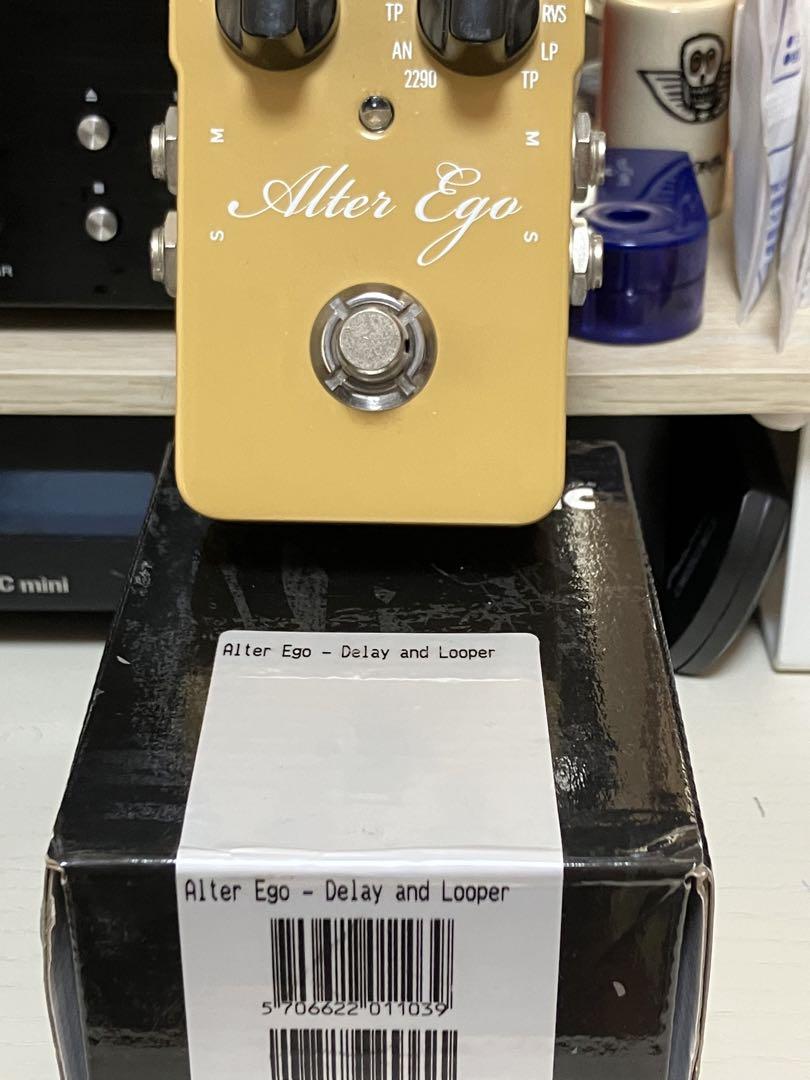 TP RVS
AN LP
2290 TP
M M
Alter Ego
S S
C mini
Alter Ego – Delay and Looper
Alter Ego – Delay and Looper
5 706622 011039